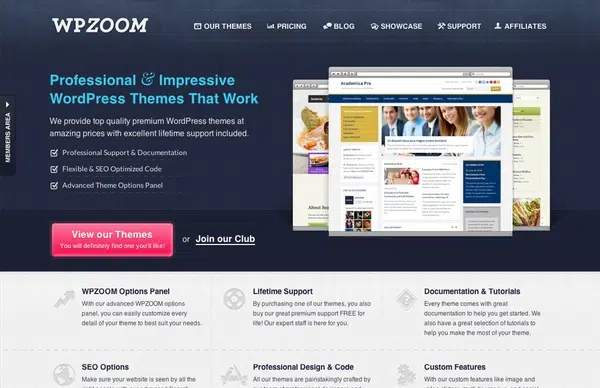 WPZOOM
OUR THEMES
PRICING
BLOG
SHOWCASE
SUPPORT
AFFILIATES
MEMBERS AREA
Professional & Impressive
WordPress Themes That Work
We provide top quality premium WordPress themes at
amazing prices with excellent lifetime support included.
Professional Support & Documentation
Flexible & SEO Optimized Code
Advanced Theme Options Panel
Academica Pro
View our Themes
You will definitely find one you'll like!
or Join our Club
WPZOOM Options Panel
With our advanced WPZOOM options
panel, you can easily customize every
detail of your theme to best suit your needs.
Lifetime Support
By purchasing one of our themes, you also
buy our great premium support FREE for
life! Our expert staff is here for you.
Documentation & Tutorials
Every theme comes with great
documentation to help you get started. We
also have a great selection of tutorials to
help you make the most of your theme.
SEO Options
Make sure your website is seen by all the
Professional Design & Code
All our themes are painstakingly crafted by
Custom Features
With our custom features like image and